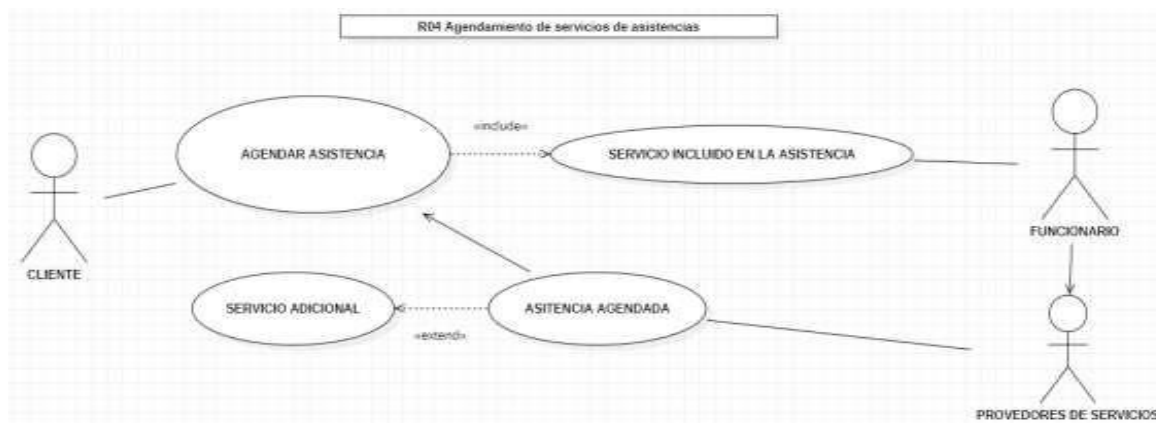 R04 Agendamiento de servicios de asistencias
«include»
AGENDAR ASISTENCIA
SERVICIO INCLUIDO EN LA ASISTENCIA
FUNCIONARIO
CLIENTE
SERVICIO ADICIONAL
ASITENCIA AGENDADA
«extend»
PROVEDORES DE SERVICIOS